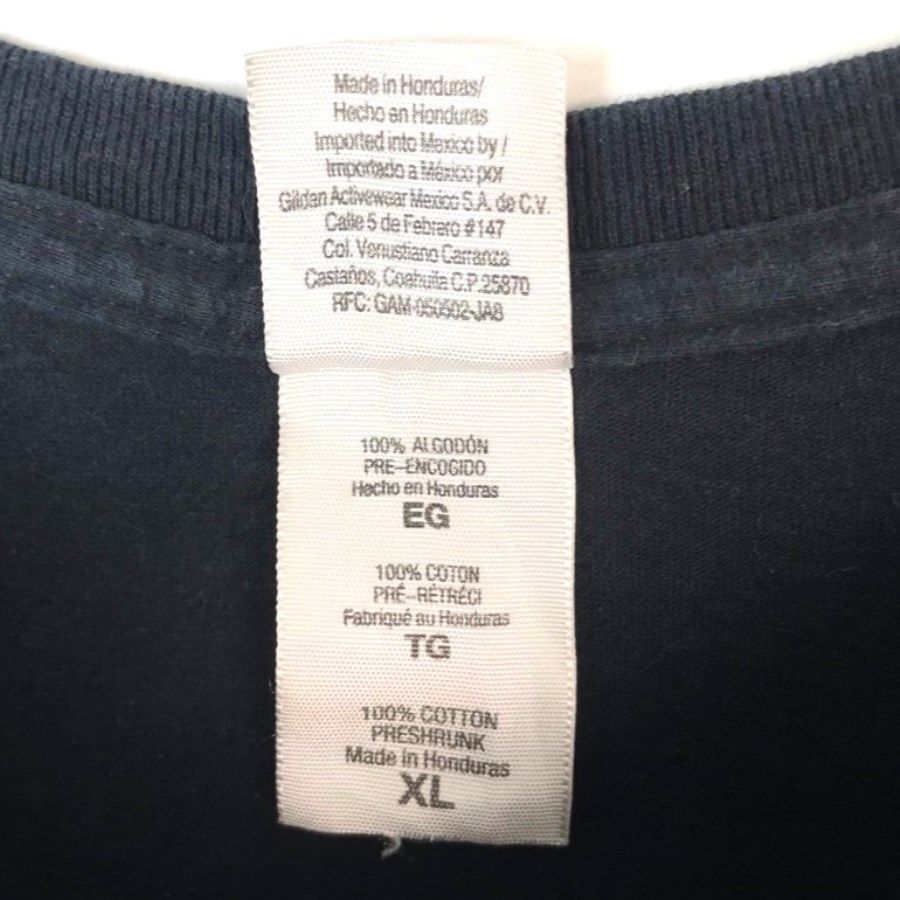 Made in Honduras/
Hecho en Honduras
Imported into Mexico by /
Importado a México por
Gildan Activewear Mexico S.A. de C.V.
Calle 5 de Febrero #147
Col. Venustiano Carranza
Castaños, Coahuila C.P. 25870
RFC: GAM-050502-JA8
100% ALGODÓN
PRE-ENCOGIDO
Hecho en Honduras
EG
100% COTON
PRÉ-RÉTRÉCI
Fabriqué au Honduras
TG
100% COTTON
PRESHRUNK
Made in Honduras
XL